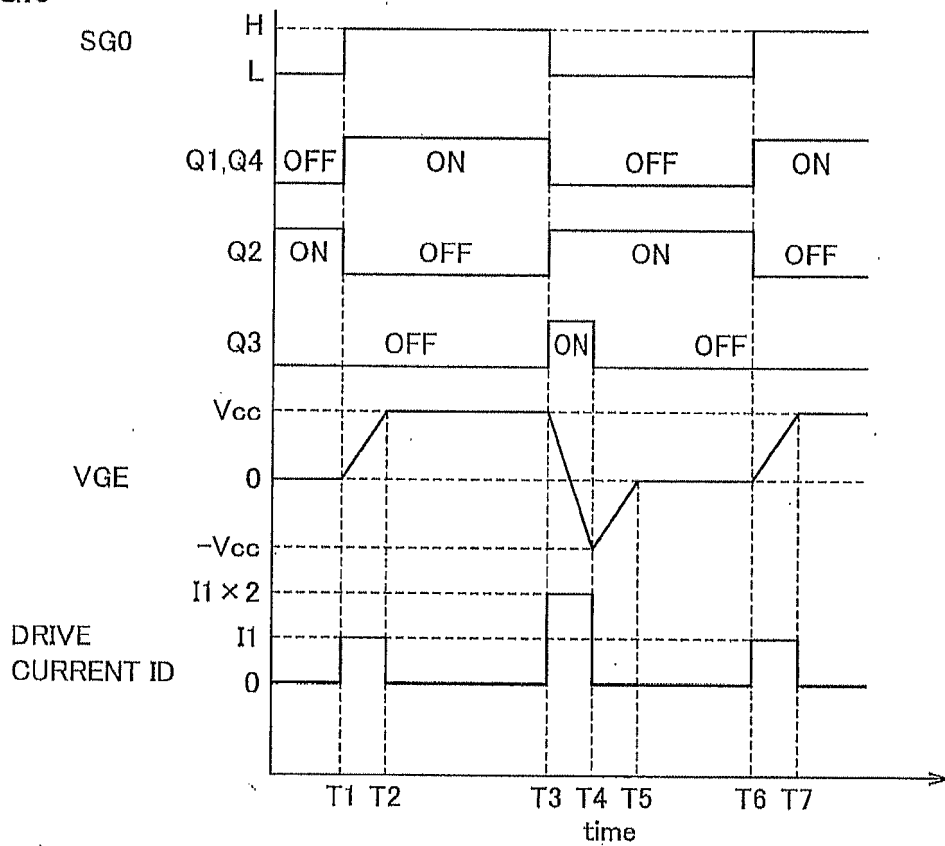 H
SG0
L
Q1,Q4 OFF ON OFF ON
Q2 ON OFF ON OFF
Q3 OFF ON OFF
Vcc
VGE 0
-Vcc
I1 × 2
DRIVE I1
CURRENT ID 0
T1 T2 T3 T4 T5 T6 T7
time